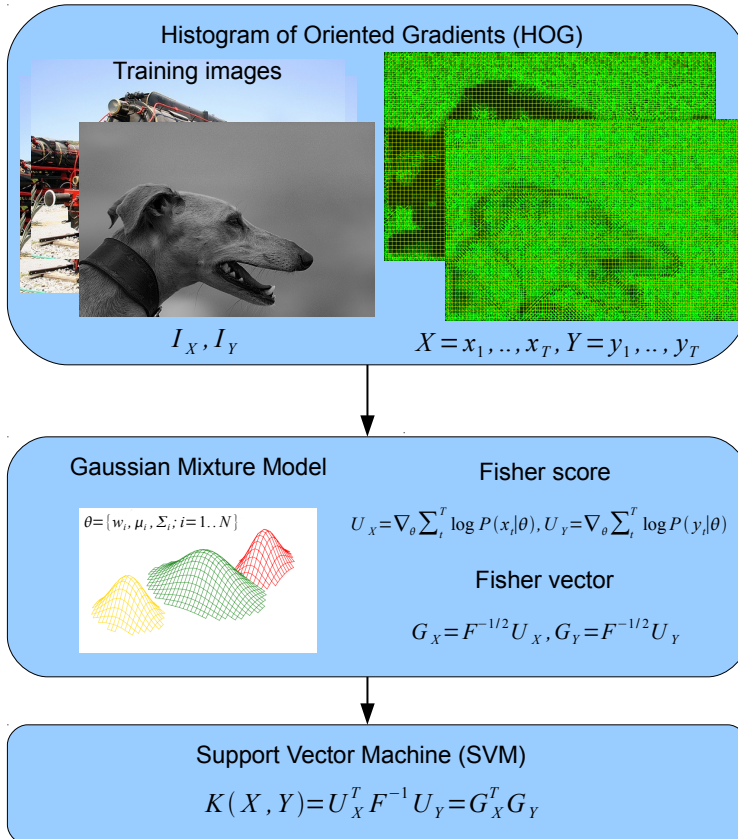 Histogram of Oriented Gradients (HOG)
Training images
I_X, I_Y
X = x_1, .., x_T, Y = y_1, .., y_T
Gaussian Mixture Model
θ={w_i, μ_i, Σ_i; i=1..N}
Fisher score
U_X = ∇_θ ∑_t^T log P(x_t|θ), U_Y = ∇_θ ∑_t^T log P(y_t|θ)
Fisher vector
G_X = F^{-1/2} U_X, G_Y = F^{-1/2} U_Y
Support Vector Machine (SVM)
K(X,Y) = U_X^T F^{-1} U_Y = G_X^T G_Y